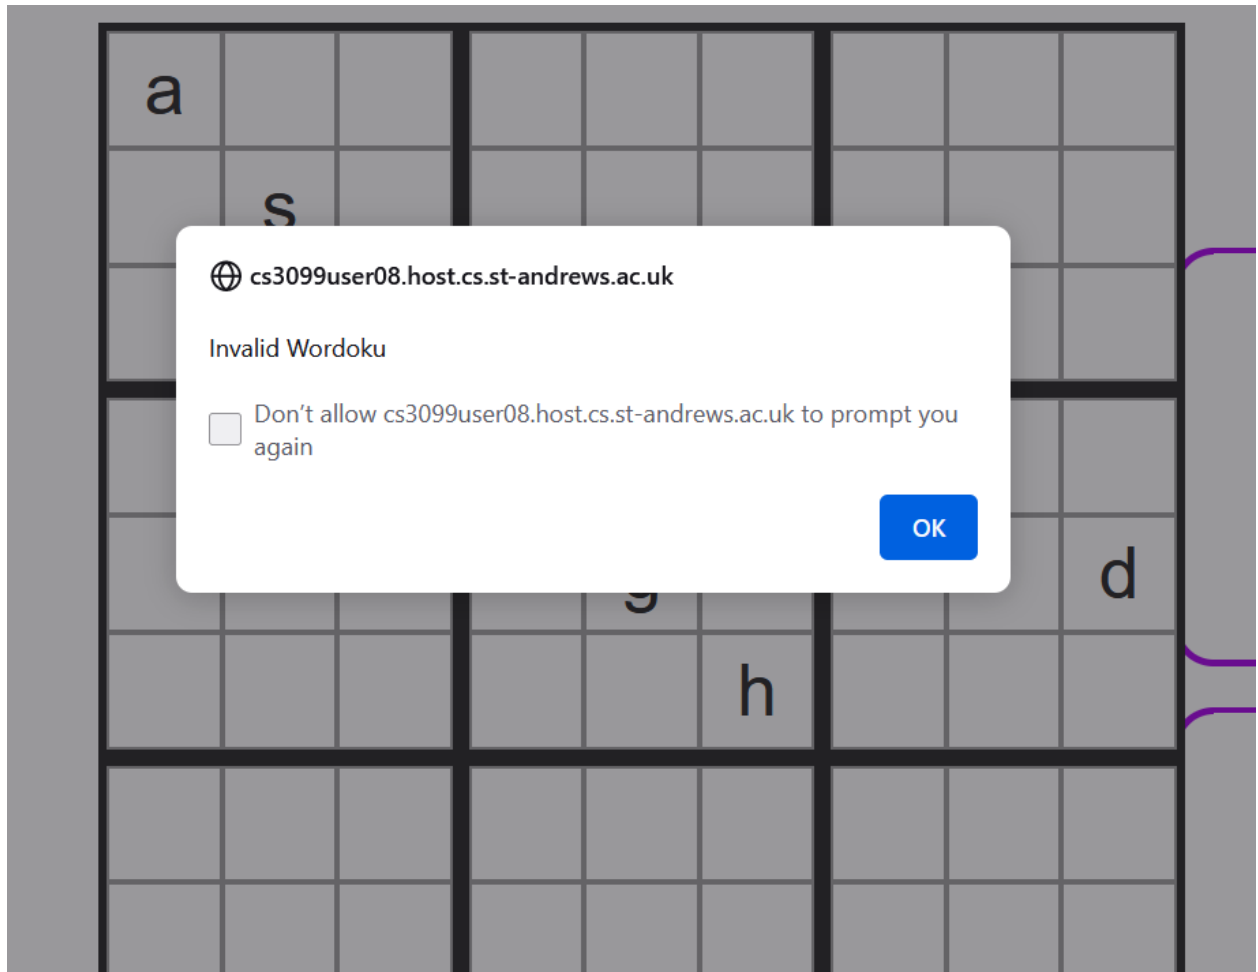 a
s
cs3099user08.host.cs.st-andrews.ac.uk
Invalid Wordoku
Don’t allow cs3099user08.host.cs.st-andrews.ac.uk to prompt you
again
OK
g
d
h